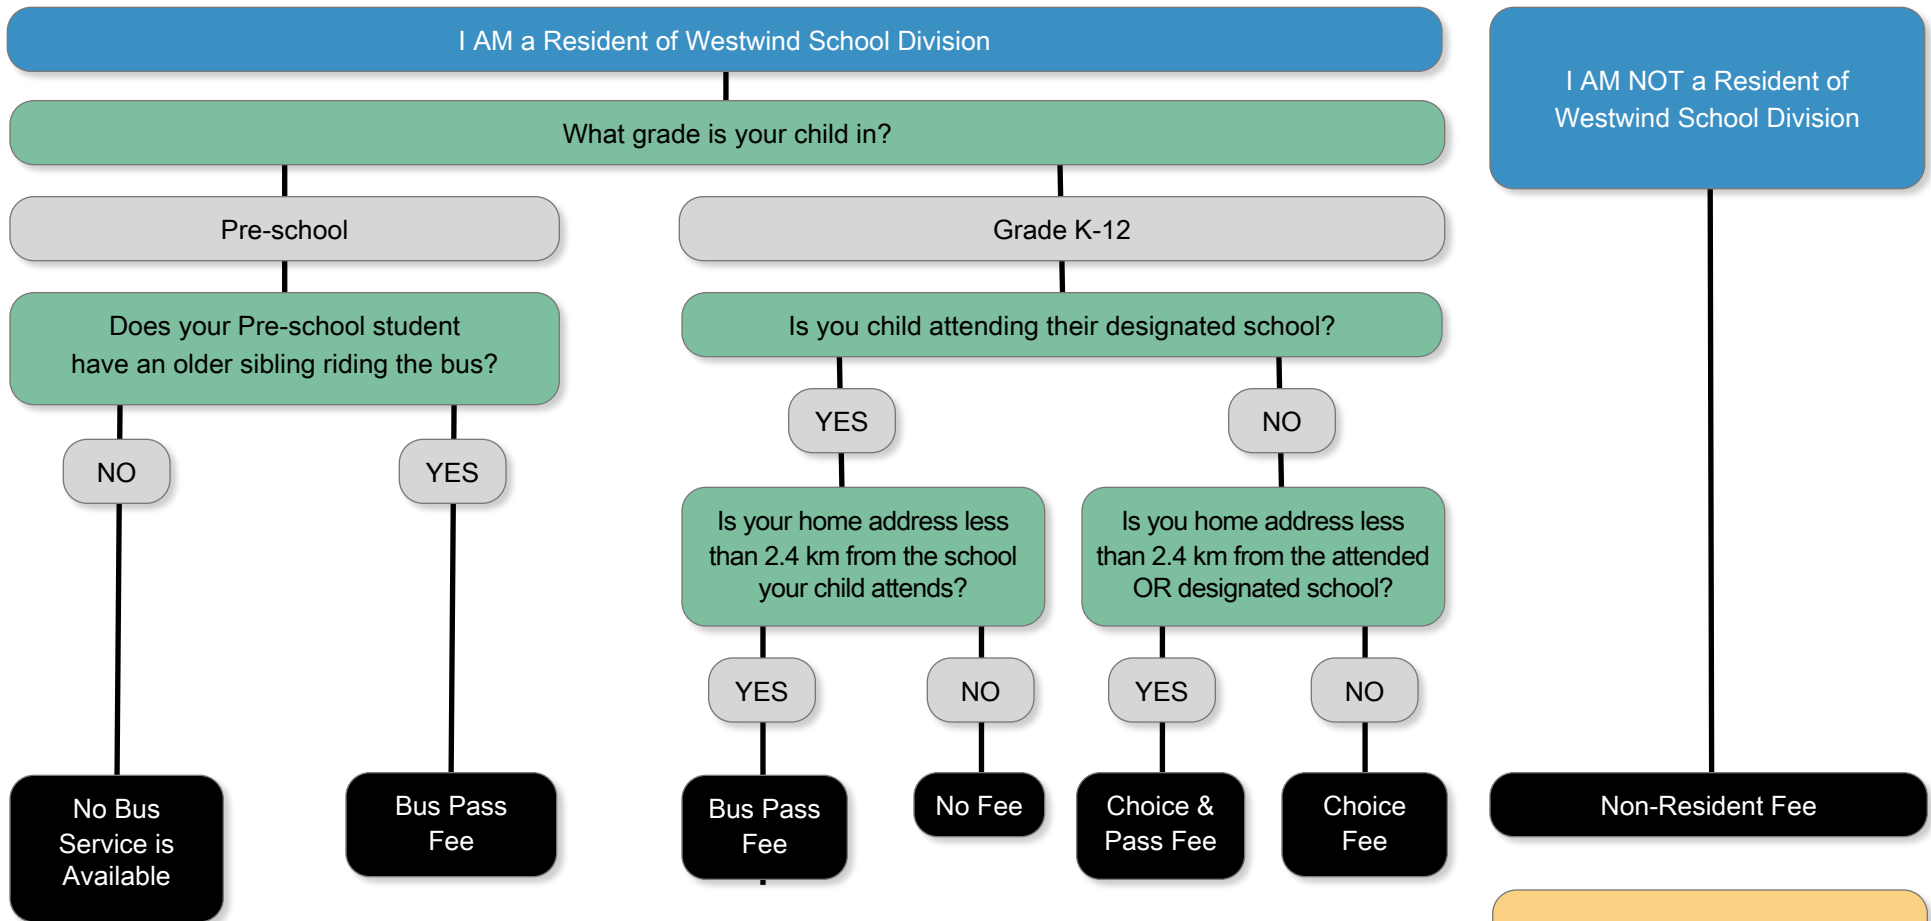 I AM a Resident of Westwind School Division
I AM NOT a Resident of
Westwind School Division
What grade is your child in?
Pre-school
Grade K-12
Does your Pre-school student
have an older sibling riding the bus?
Is you child attending their designated school?
YES
NO
NO
YES
Is your home address less
than 2.4 km from the school
your child attends?
Is you home address less
than 2.4 km from the attended
OR designated school?
YES
NO
YES
NO
No Bus
Service is
Available
Bus Pass
Fee
Bus Pass
Fee
No Fee
Choice &
Pass Fee
Choice
Fee
Non-Resident Fee